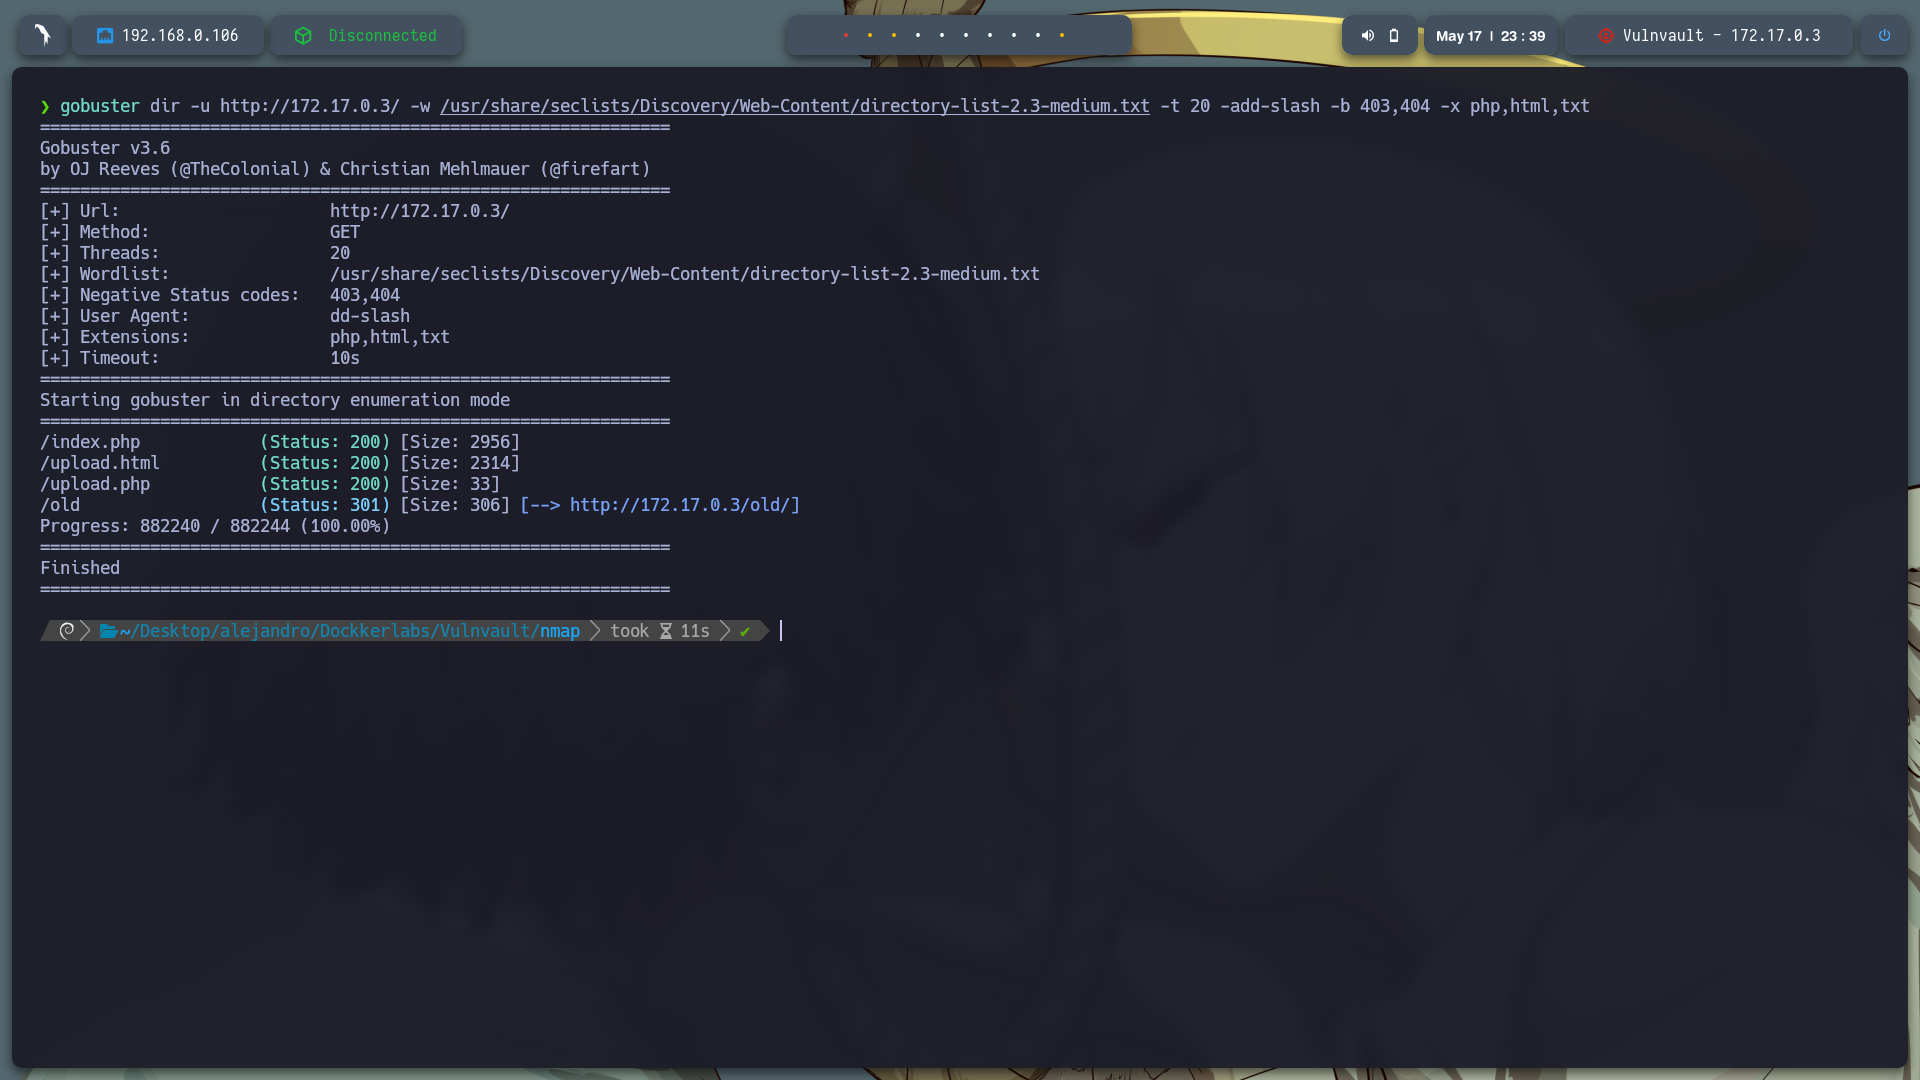 192.168.0.106
Disconnected
May 17 | 23 : 39
Vulnvault - 172.17.0.3
❯ gobuster dir -u http://172.17.0.3/ -w /usr/share/seclists/Discovery/Web-Content/directory-list-2.3-medium.txt -t 20 -add-slash -b 403,404 -x php,html,txt
===============================================================
Gobuster v3.6
by OJ Reeves (@TheColonial) & Christian Mehlmauer (@firefart)
===============================================================
[+] Url:                     http://172.17.0.3/
[+] Method:                  GET
[+] Threads:                 20
[+] Wordlist:                /usr/share/seclists/Discovery/Web-Content/directory-list-2.3-medium.txt
[+] Negative Status codes:   403,404
[+] User Agent:              dd-slash
[+] Extensions:              php,html,txt
[+] Timeout:                 10s
===============================================================
Starting gobuster in directory enumeration mode
===============================================================
/index.php            (Status: 200) [Size: 2956]
/upload.html          (Status: 200) [Size: 2314]
/upload.php           (Status: 200) [Size: 33]
/old                  (Status: 301) [Size: 306] [--> http://172.17.0.3/old/]
Progress: 882240 / 882244 (100.00%)
===============================================================
Finished
===============================================================
~/Desktop/alejandro/Dockkerlabs/Vulnvault/nmap took 11s ✔